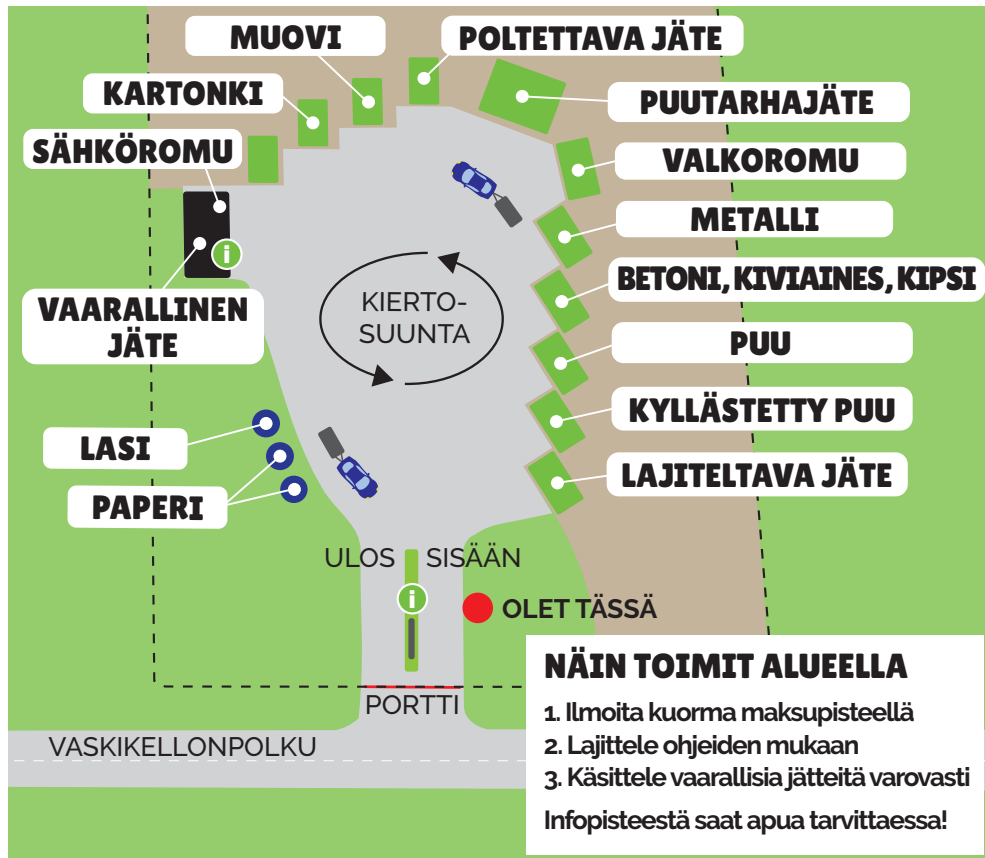 MUOVI
POLTETTAVA JÄTE
KARTONKI
PUUTARHAJÄTE
SÄHKÖROMU
VALKOROMU
METALLI
i
BETONI, KIVIAINES, KIPSI
VAARALLINEN
JÄTE
KIERTO-
SUUNTA
PUU
KYLLÄSTETTY PUU
LASI
LAJITELTAVA JÄTE
PAPERI
ULOS SISÄÄN
i
OLET TÄSSÄ
PORTTI
VASKIKELLONPOLKU
NÄIN TOIMIT ALUEELLA
1. Ilmoita kuorma maksupisteellä
2. Lajittele ohjeiden mukaan
3. Käsittele vaarallisia jätteitä varovasti
Infopisteestä saat apua tarvittaessa!